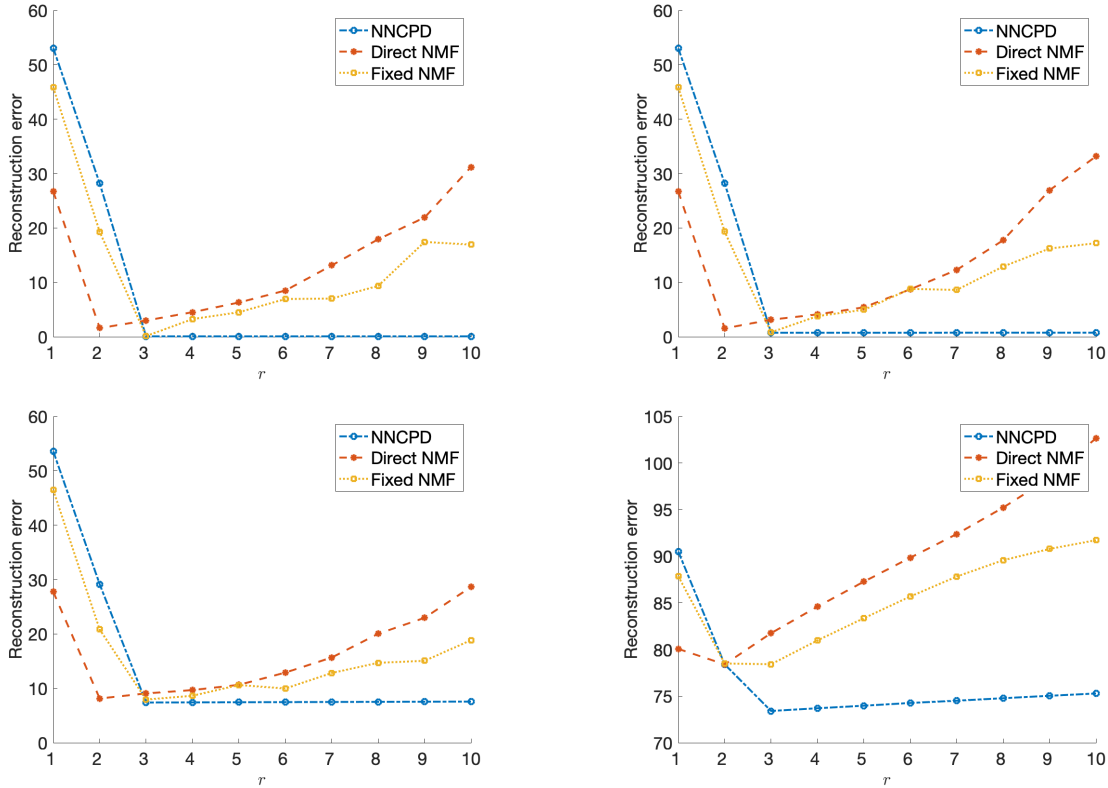 60
50
40
30
20
10
0
Reconstruction error
1 2 3 4 5 6 7 8 9 10
r
NNCPD
Direct NMF
Fixed NMF
60
50
40
30
20
10
0
Reconstruction error
1 2 3 4 5 6 7 8 9 10
r
NNCPD
Direct NMF
Fixed NMF
60
50
40
30
20
10
0
Reconstruction error
1 2 3 4 5 6 7 8 9 10
r
NNCPD
Direct NMF
Fixed NMF
105
100
95
90
85
80
75
70
Reconstruction error
1 2 3 4 5 6 7 8 9 10
r
NNCPD
Direct NMF
Fixed NMF